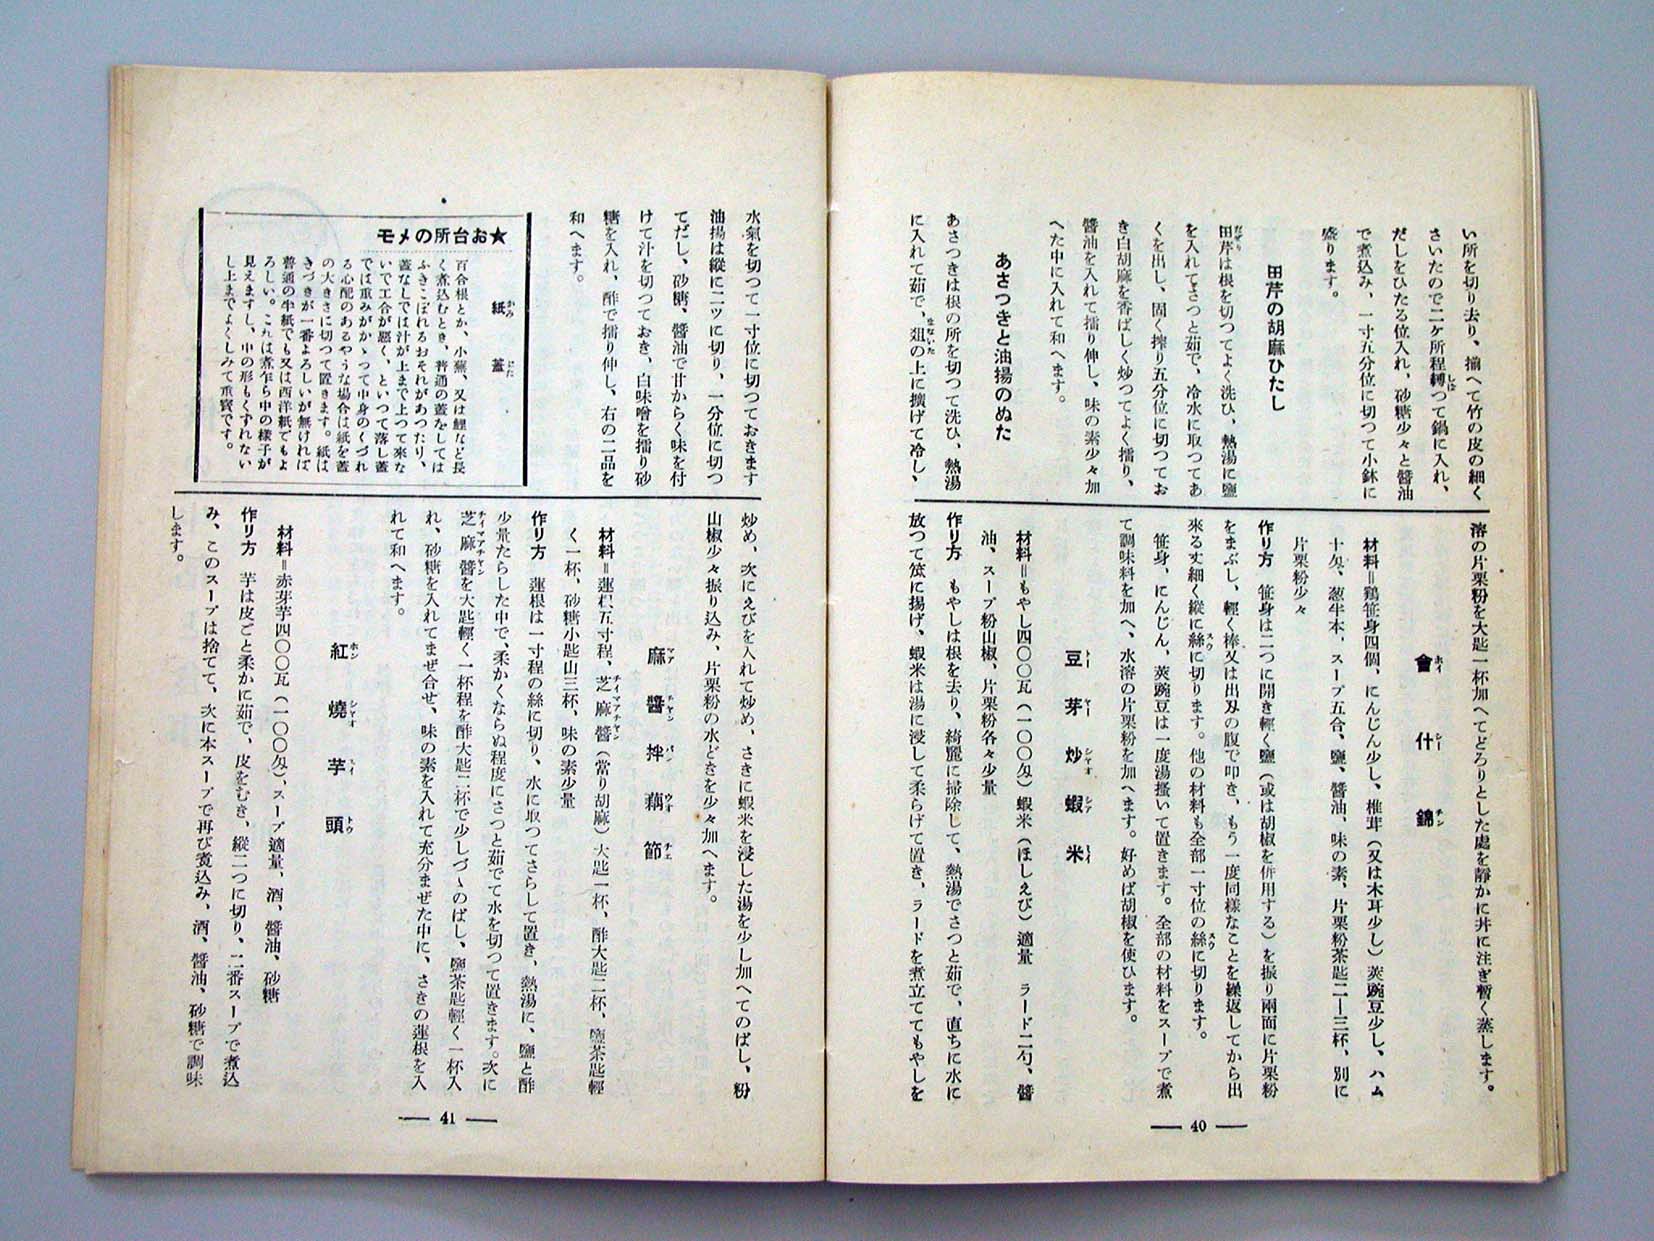 い所を切り去り、揃へて竹の皮の細く
さいたので二ケ所程縛つて鍋に入れ、
だしをひたる位入れ、砂糖少々と醬油
で煮込み、一寸五分位に切つて小鉢に
盛ります。
田芹の胡麻ひたし
田芹は根を切つてよく洗ひ、熱湯に鹽
を入れてさつと茹で、冷水に取つてあ
くを出し、固く搾り五分位に切つてお
き白胡麻を香ばしく炒つてよく擂り、
醬油を入れて擂り伸し、味の素少々加
へた中に入れて和へます。
あさつきと油揚のぬた
あさつきは根の所を切つて洗ひ、熱湯
に入れて茹で、俎の上に擴げて冷し、
溶の片栗粉を大匙一杯加へてどろりとした處を靜かに丼に注ぎ暫く蒸します。
會什錦
ホイシーチン
材料＝鷄笹身四個、にんじん少し、椎茸（又は木耳少し）莢豌豆少し、ハム
十匁、葱半本、スープ五合、鹽、醬油、味の素、片栗粉茶匙二—三杯、別に
片栗粉少々
作り方　笹身は二つに開き輕く鹽（或は胡椒を併用する）を振り兩面に片栗粉
をまぶし、輕く棒又は出刄の腹で叩き、もう一度同樣なことを繰返してから出
來る丈細く縱に絲に切ります。他の材料も全部一寸位の絲に切ります。
笹身、にんじん、莢豌豆は一度湯搔いて置きます。全部の材料をスープで煮
て調味料を加へ、水溶の片栗粉を加へます。好めば胡椒を使ひます。
豆芽炒蝦米
トーヤーシヤオシアミイ
材料＝もやし四〇〇瓦（一〇〇匁）蝦米（ほしえび）適量　ラード二勺、醬
油、スープ粉山椒、片栗粉各々少量
作り方　もやしは根を去り、綺麗に掃除して、熱湯でさつと茹で、直ちに水に
放つて笊に揚げ、蝦米は湯に浸して柔らげて置き、ラードを煮立ててもやしを
— 40 —
水氣を切つて一寸位に切つておきます
油揚は縱に二ツに切り、一分位に切つ
てだし、砂糖、醬油で甘からく味を付
けて汁を切つておき、白味噌を擂り砂
糖を入れ、酢で擂り伸し、右の二品を
和へます。
★お台所のメモ
紙蓋
百合根とか、小蕪、又は鯉など長
く煮込むとき、普通の蓋をしては
ふきこぼれるおそれがあつたり、
蓋なしでは汁が上まで上つて來な
いで工合が惡く、といつて落し蓋
では重みがかゝつて中身のくづれ
る心配のあるやうな場合は紙を蓋
の大きさに切つて置きます。紙は
きづきが一番よろしいが無ければ
普通の半紙でも又は西洋紙でもよ
ろしい。これは煮乍ら中の樣子が
見えますし、中の形もくずれない
し上までよくしみて重寶です。
炒め、次にえびを入れて炒め、さきに蝦米を浸した湯を少し加へてのばし、粉
山椒少々振り込み、片栗粉の水どきを少々加へます。
麻醬拌藕節
マアチヤンパンウオチエ
材料＝蓮根五寸程、芝麻醬（當り胡麻）大匙一杯、酢大匙二杯、鹽茶匙輕
く一杯、砂糖小匙山三杯、味の素少量
作り方　蓮根は一寸程の絲に切り、水に取つてさらして置き、熱湯に、鹽と酢
少量たらした中で、柔かくならぬ程度にさつと茹でて水を切つて置きます。次に
芝麻醬を大匙輕く一杯程を酢大匙二杯で少しづゝのばし、鹽茶匙輕く一杯入
れ、砂糖を入れてまぜ合せ、味の素を入れて充分まぜた中に、さきの蓮根を入
れて和へます。
紅燒芋頭
ホンシヤオユイトウ
材料＝赤芽芋四〇〇瓦（一〇〇匁）、スープ適量、酒、醬油、砂糖
作り方　芋は皮ごと柔かに茹で、皮をむき、縱二つに切り、二番スープで煮込
み、このスープは捨てて、次に本スープで再び煮込み、酒、醬油、砂糖で調味
します。
— 41 —